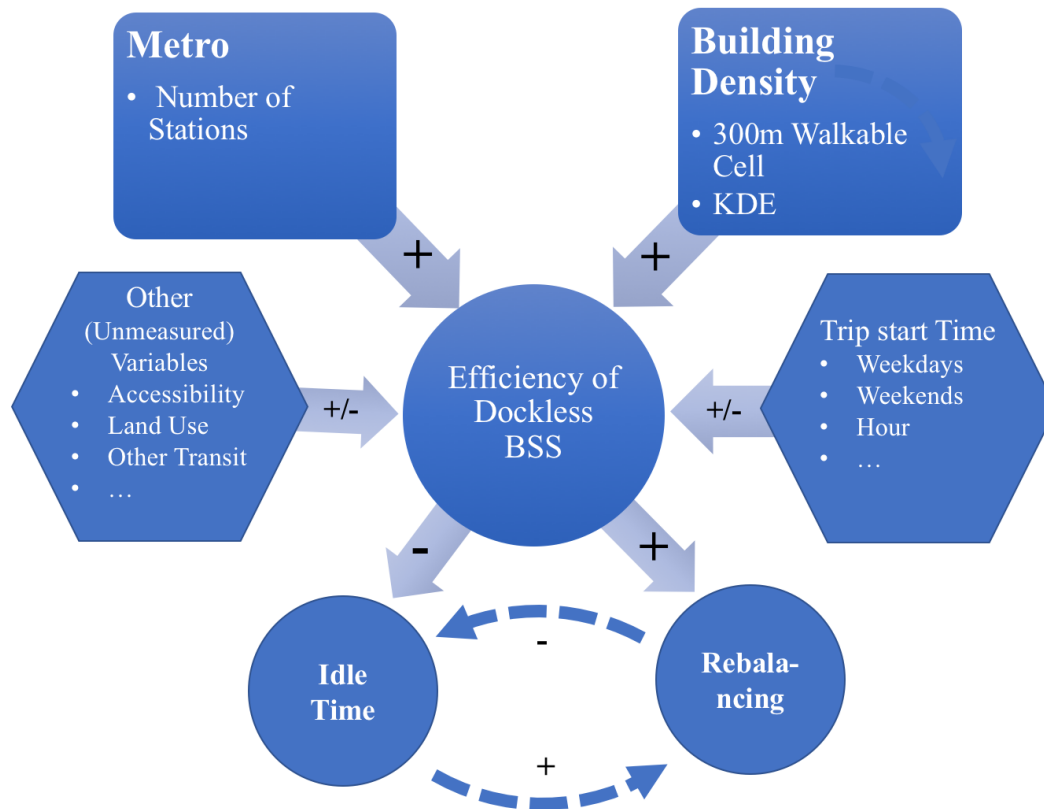 Metro
• Number of
Stations
Building
Density
• 300m Walkable
Cell
• KDE
+
+
Other
(Unmeasured)
Variables
• Accessibility
• Land Use
• Other Transit
• …
+/-
Efficiency of
Dockless
BSS
+/-
Trip start Time
• Weekdays
• Weekends
• Hour
• …
-
+
Idle
Time
-
Rebala-
ncing
+